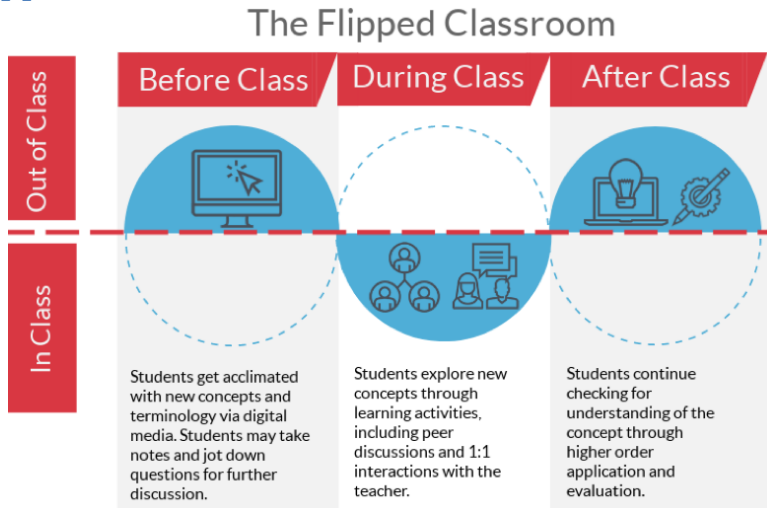 The Flipped Classroom
Before Class
During Class
After Class
Out of Class
In Class
Students get acclimated
with new concepts and
terminology via digital
media. Students may take
notes and jot down
questions for further
discussion.
Students explore new
concepts through
learning activities,
including peer
discussions and 1:1
interactions with the
teacher.
Students continue
checking for
understanding of the
concept through
higher order
application and
evaluation.